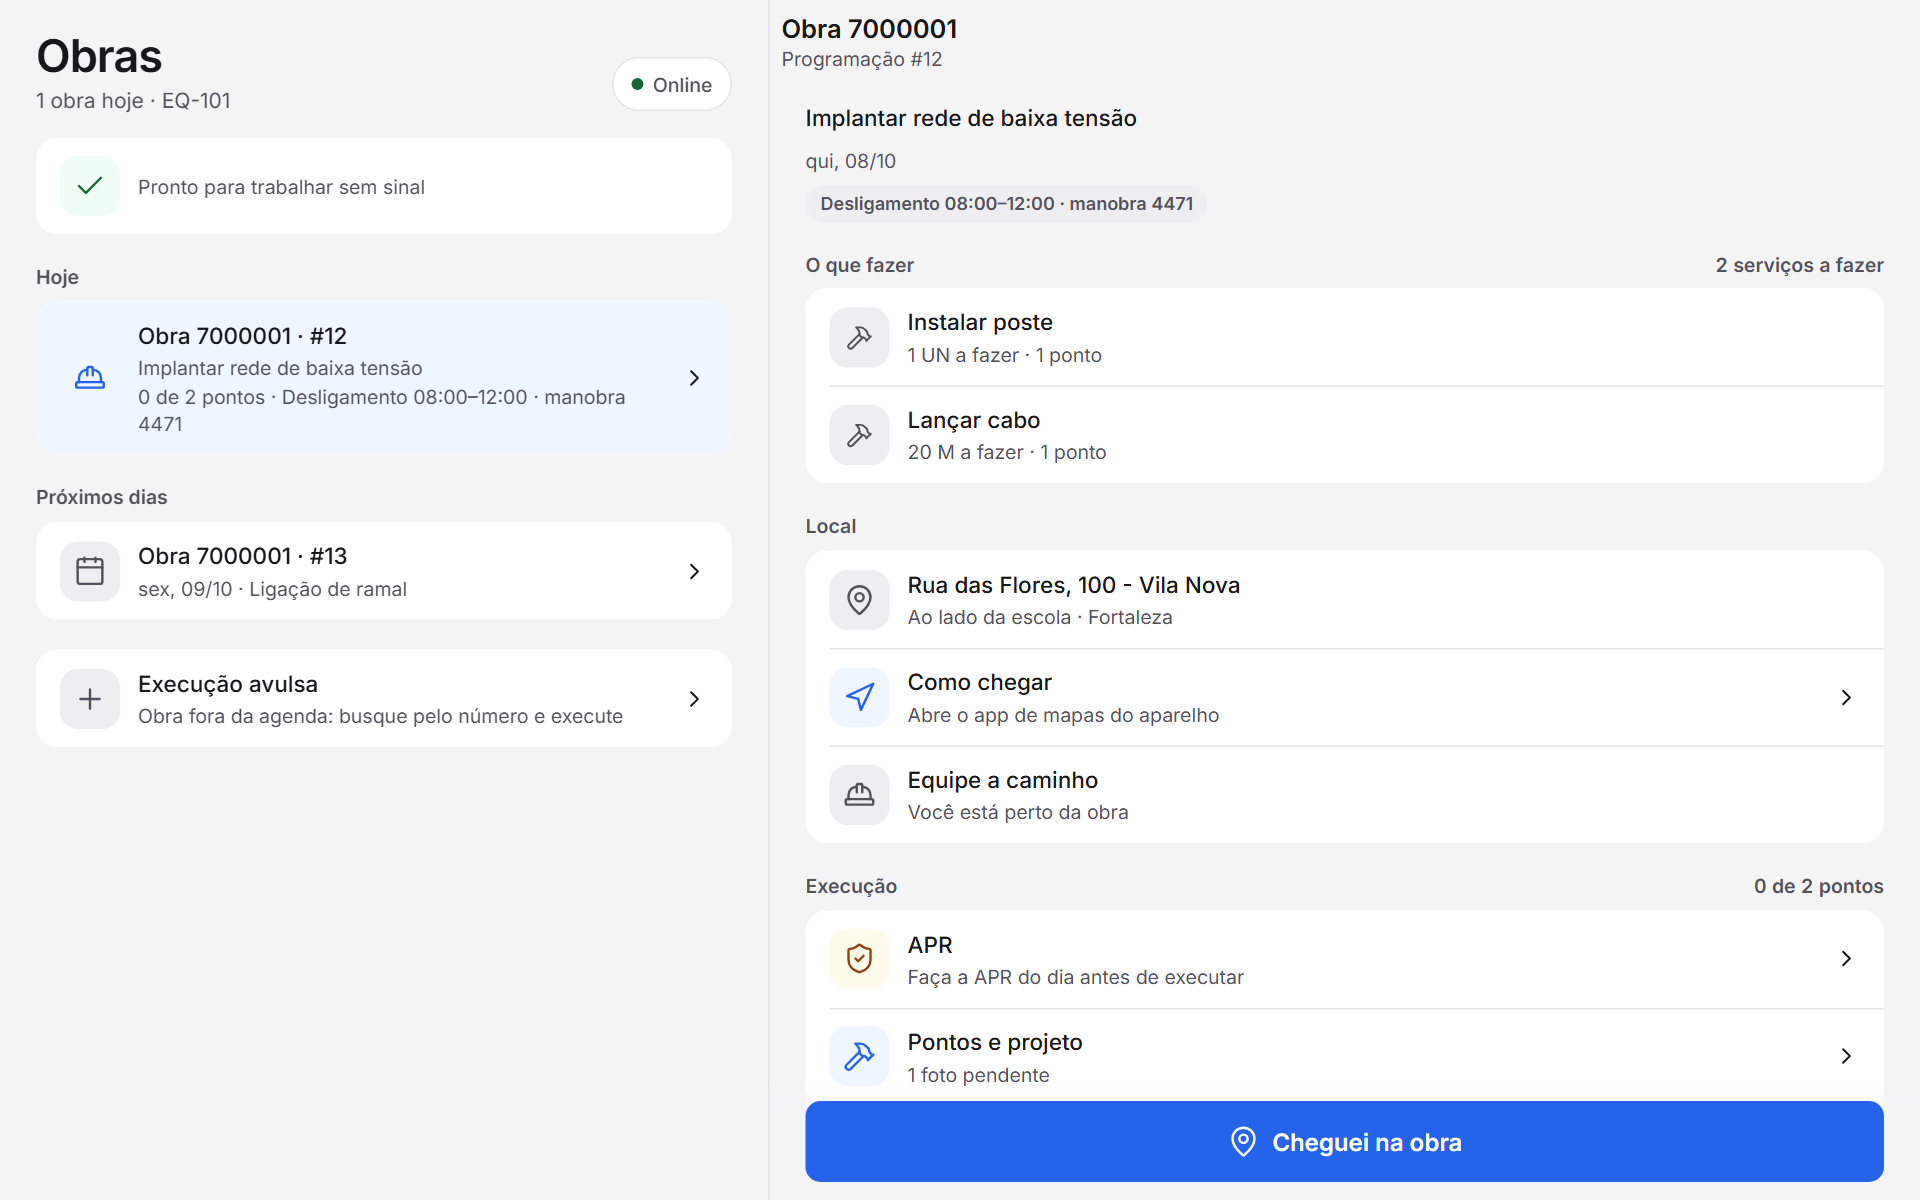 Obras
1 obra hoje · EQ-101
Online
Pronto para trabalhar sem sinal
Hoje
Obra 7000001 · #12
Implantar rede de baixa tensão
0 de 2 pontos · Desligamento 08:00–12:00 · manobra
4471
Próximos dias
Obra 7000001 · #13
sex, 09/10 · Ligação de ramal
Execução avulsa
Obra fora da agenda: busque pelo número e execute
Obra 7000001
Programação #12
Implantar rede de baixa tensão
qui, 08/10
Desligamento 08:00–12:00 · manobra 4471
O que fazer
2 serviços a fazer
Instalar poste
1 UN a fazer · 1 ponto
Lançar cabo
20 M a fazer · 1 ponto
Local
Rua das Flores, 100 - Vila Nova
Ao lado da escola · Fortaleza
Como chegar
Abre o app de mapas do aparelho
Equipe a caminho
Você está perto da obra
Execução
0 de 2 pontos
APR
Faça a APR do dia antes de executar
Pontos e projeto
1 foto pendente
Cheguei na obra